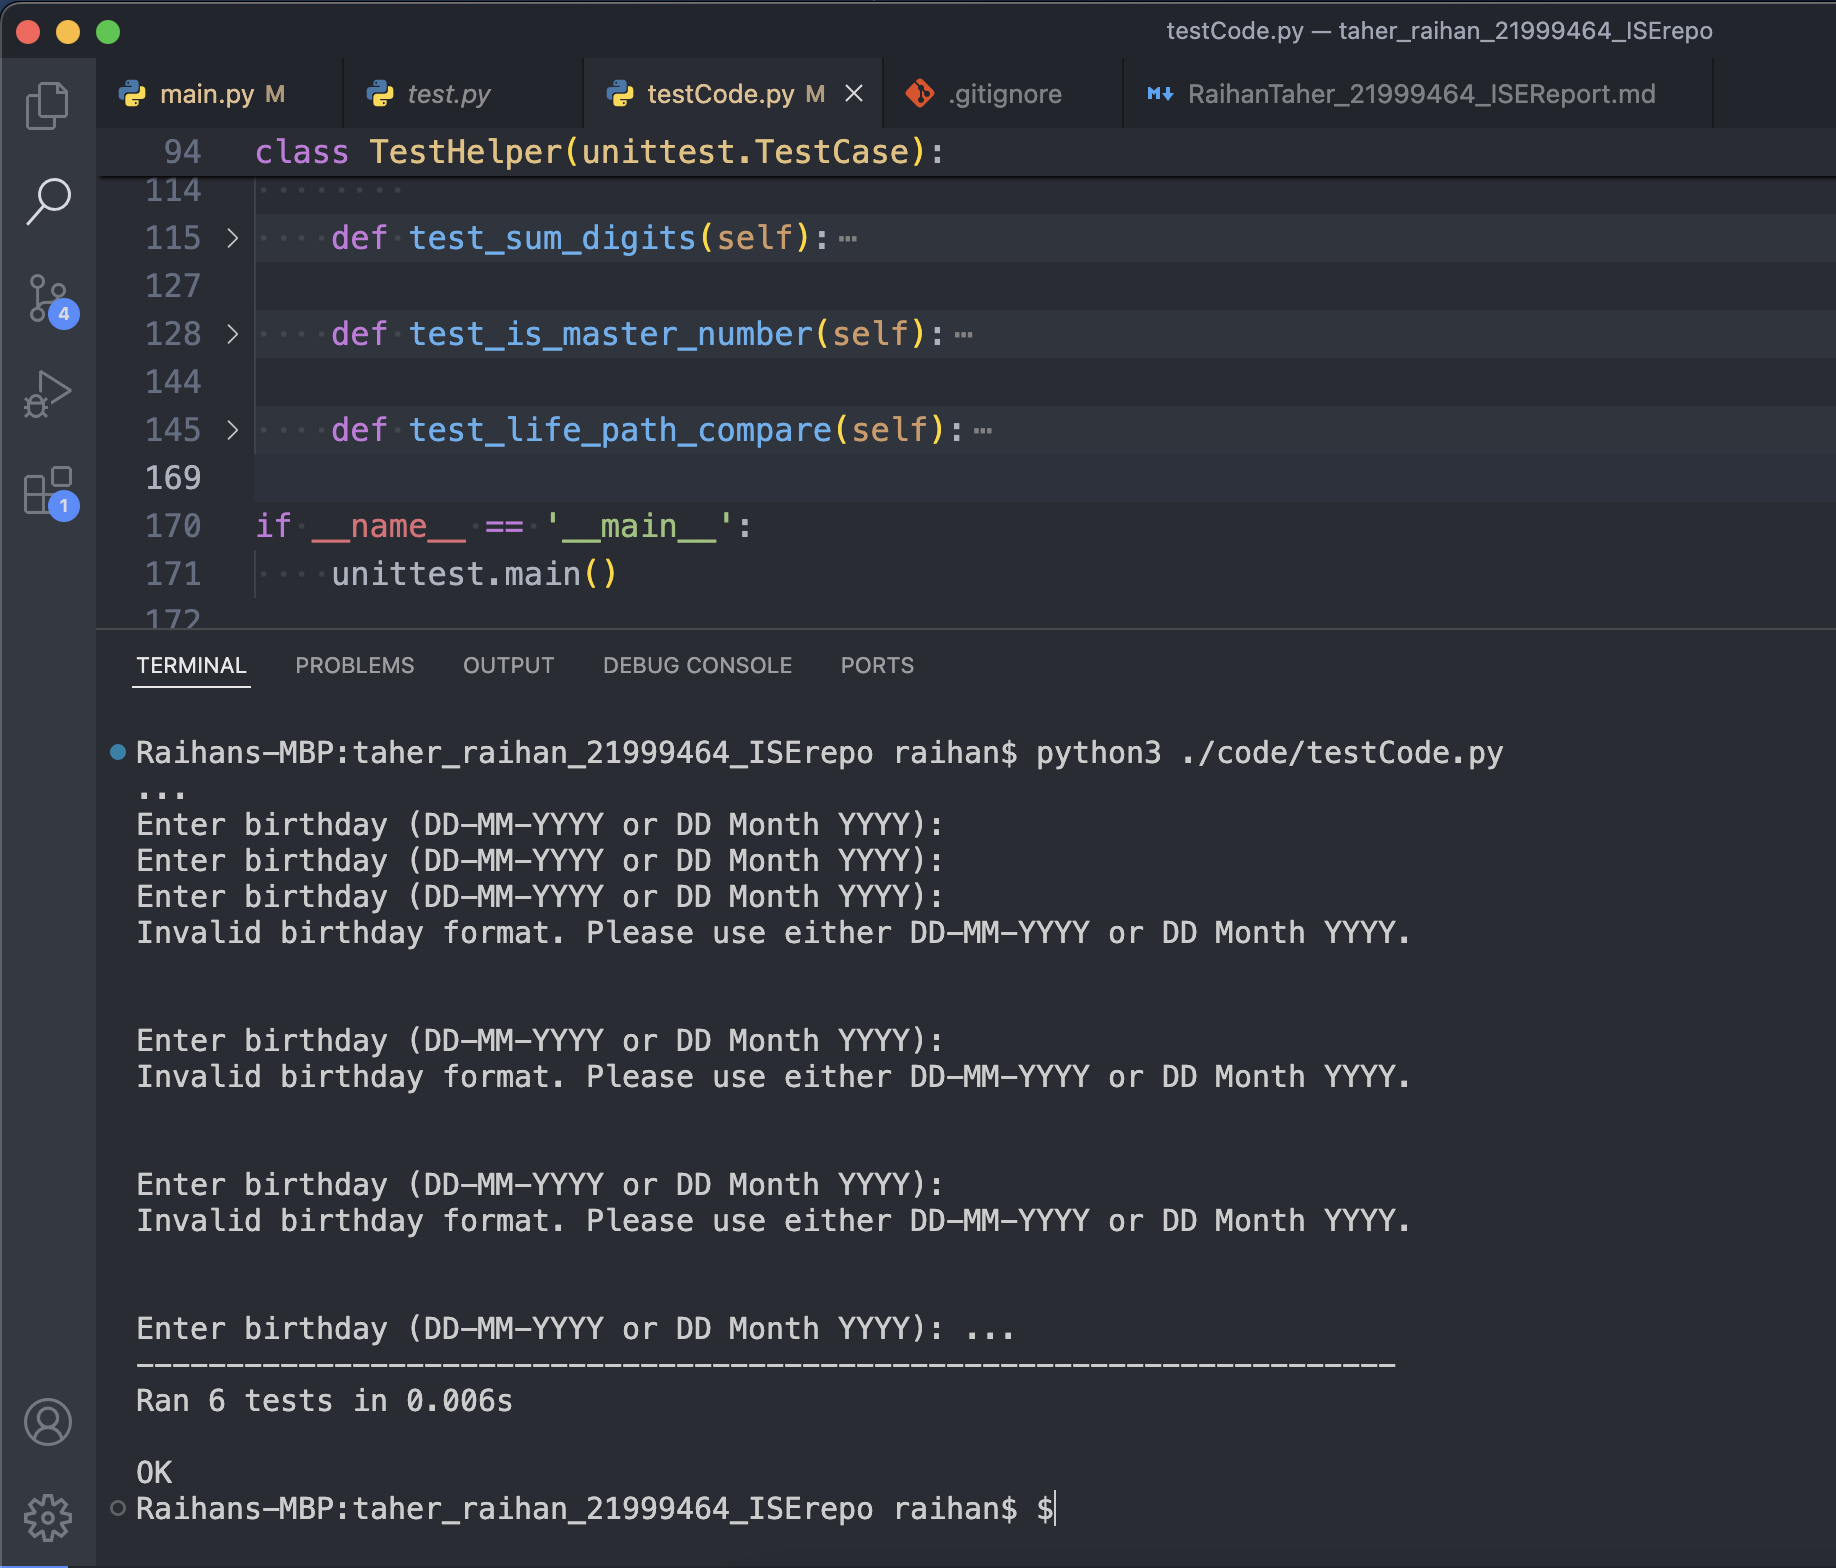 testCode.py — taher_raihan_21999464_ISErepo
main.py M
test.py
testCode.py M
.gitignore
RaihanTaher_21999464_ISEReport.md
94 class TestHelper(unittest.TestCase):
114
115 def test_sum_digits(self):…
127
128 def test_is_master_number(self):…
144
145 def test_life_path_compare(self):…
169
170 if __name__ == '__main__':
171 unittest.main()
172
4
1
TERMINAL PROBLEMS OUTPUT DEBUG CONSOLE PORTS
Raihans-MBP:taher_raihan_21999464_ISErepo raihan$ python3 ./code/testCode.py
...
Enter birthday (DD-MM-YYYY or DD Month YYYY):
Enter birthday (DD-MM-YYYY or DD Month YYYY):
Enter birthday (DD-MM-YYYY or DD Month YYYY):
Invalid birthday format. Please use either DD-MM-YYYY or DD Month YYYY.
Enter birthday (DD-MM-YYYY or DD Month YYYY):
Invalid birthday format. Please use either DD-MM-YYYY or DD Month YYYY.
Enter birthday (DD-MM-YYYY or DD Month YYYY):
Invalid birthday format. Please use either DD-MM-YYYY or DD Month YYYY.
Enter birthday (DD-MM-YYYY or DD Month YYYY): ...
----------------------------------------------------------------------
Ran 6 tests in 0.006s
OK
Raihans-MBP:taher_raihan_21999464_ISErepo raihan$ $